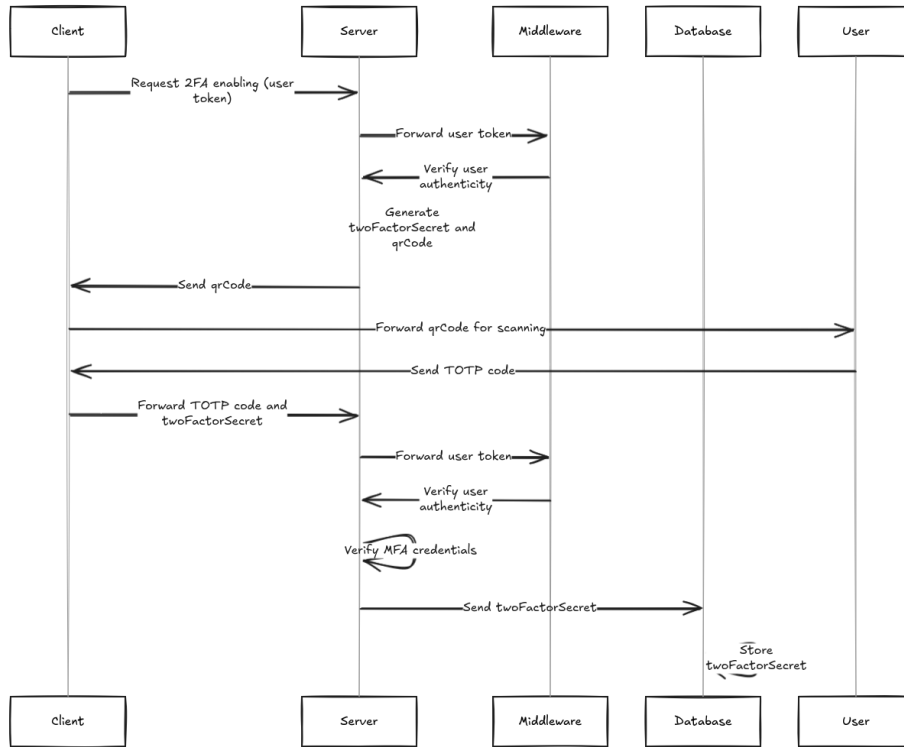 Client
Server
Middleware
Database
User
Request 2FA enabling (user
token)
Forward user token
Verify user
authenticity
Generate
twoFactorSecret and
qrCode
Send qrCode
Forward qrCode for scanning
Send TOTP code
Forward TOTP code and
twoFactorSecret
Forward user token
Verify user
authenticity
Verify MFA credentials
Send twoFactorSecret
Store
twoFactorSecret
Client
Server
Middleware
Database
User